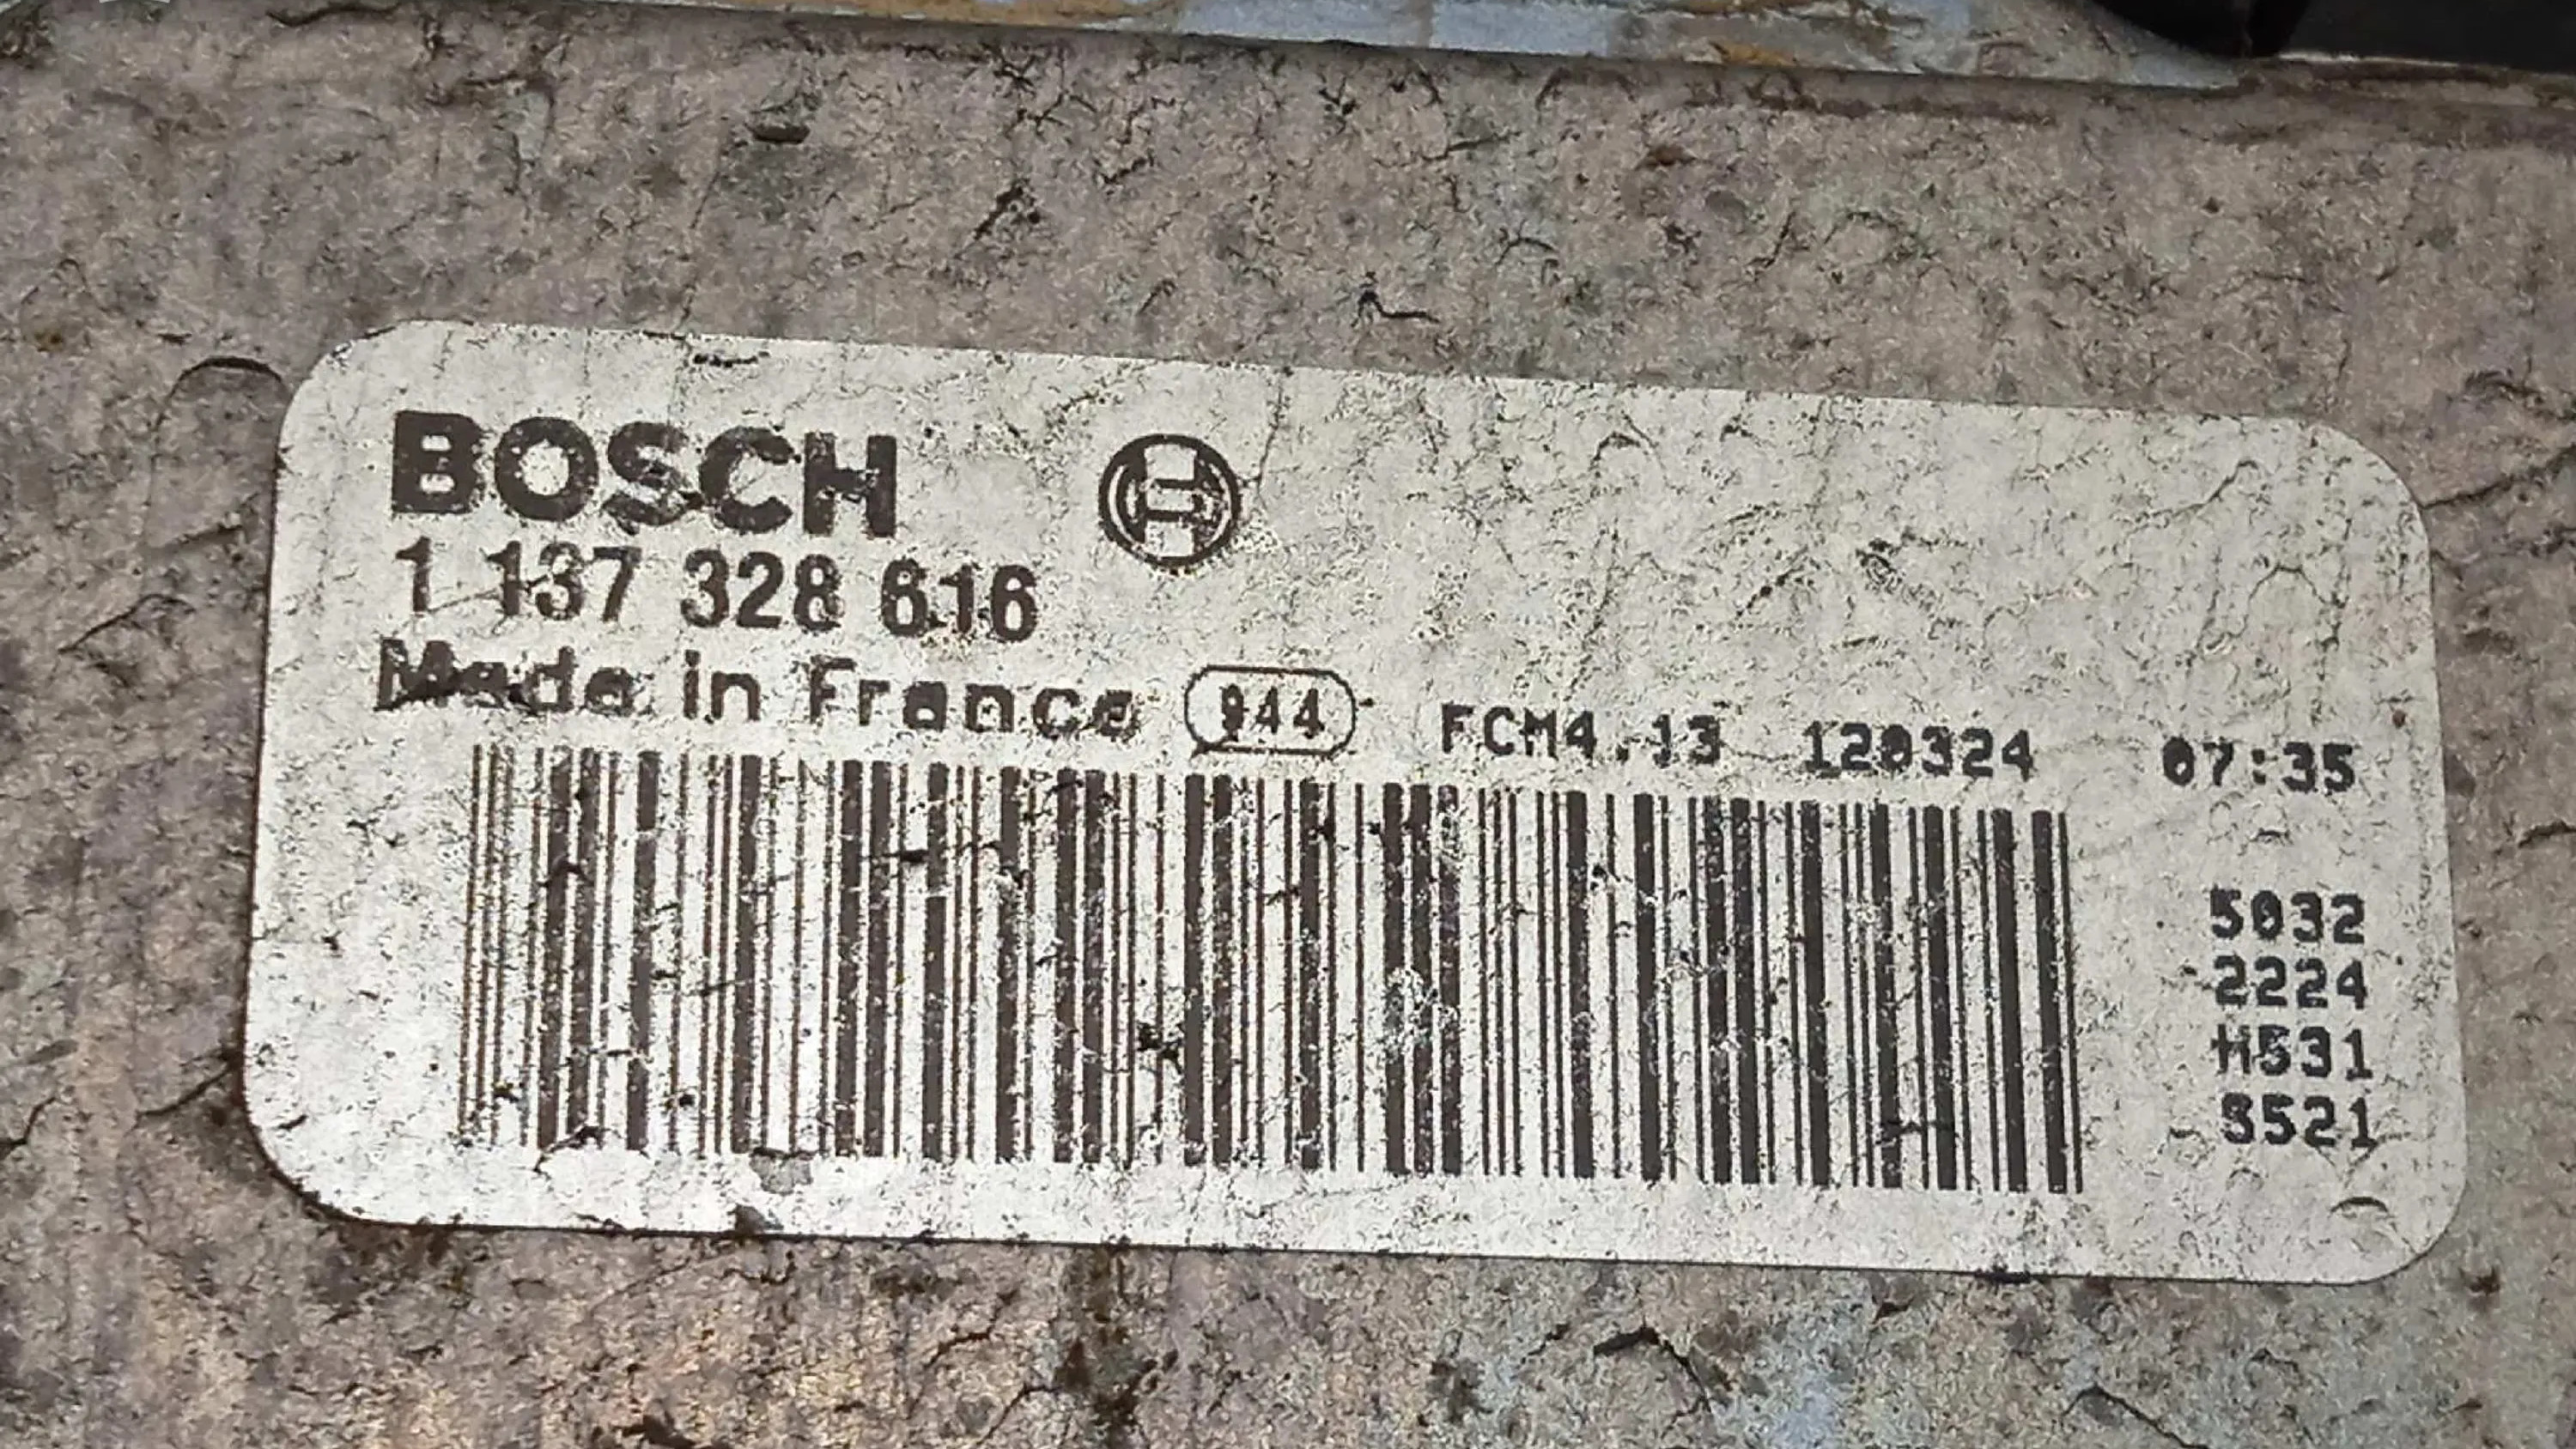 BOSCH
1 137 328 616
Made in France 944 FCM4.13 120324 07:35
5032
2224
H531
S521